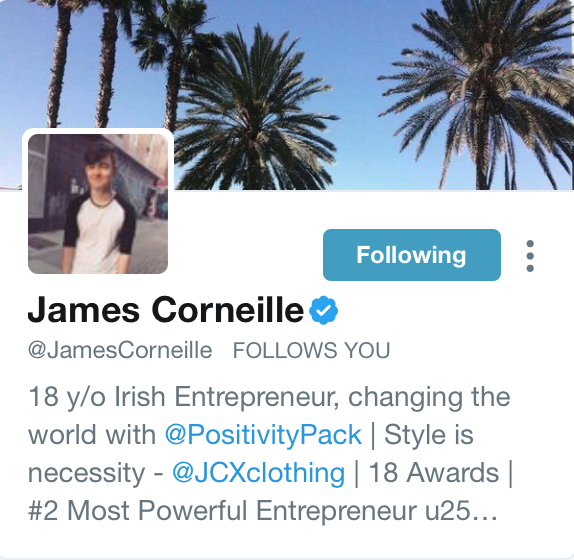 Following
James Corneille
@JamesCorneille FOLLOWS YOU
18 y/o Irish Entrepreneur, changing the
world with @PositivityPack | Style is
necessity - @JCXclothing | 18 Awards |
#2 Most Powerful Entrepreneur u25…